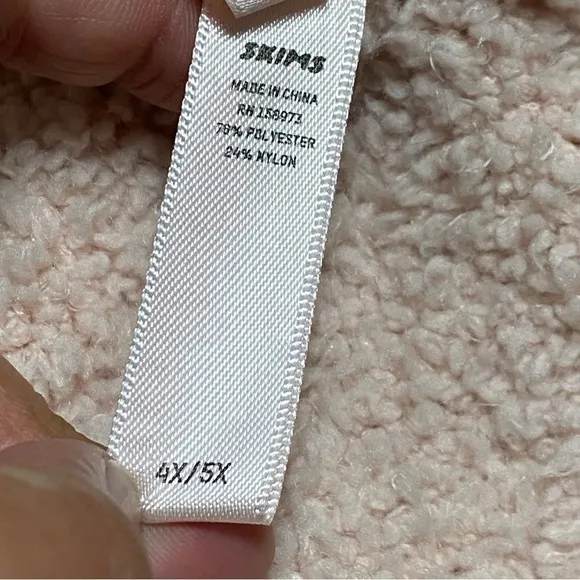 SKIMS
MADE IN CHINA
RN 158973
76% POLYESTER
24% NYLON
4X/5X